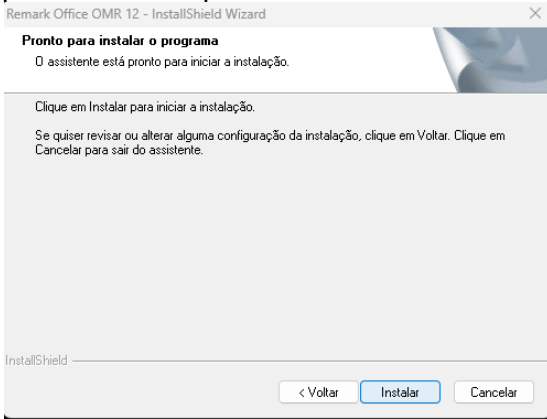 Remark Office OMR 12 - InstallShield Wizard
Pronto para instalar o programa
O assistente está pronto para iniciar a instalação.
Clique em Instalar para iniciar a instalação.
Se quiser revisar ou alterar alguma configuração da instalação, clique em Voltar. Clique em
Cancelar para sair do assistente.
InstallShield
< Voltar
Instalar
Cancelar